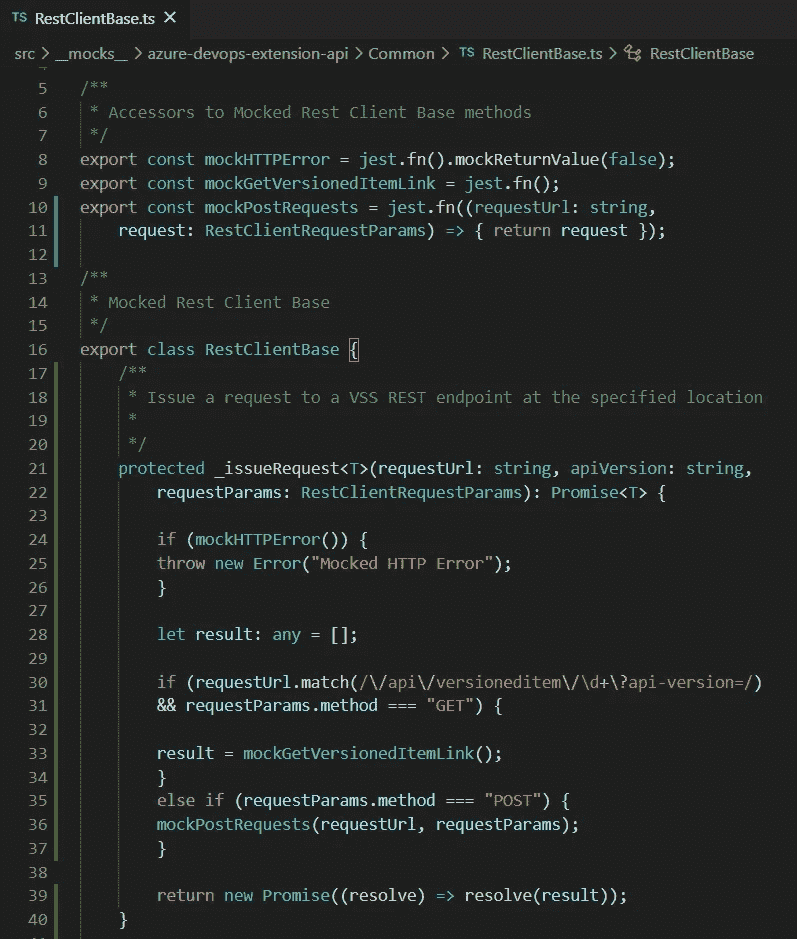 TS RestClientBase.ts ×
src > __mocks__ > azure-devops-extension-api > Common > TS RestClientBase.ts > RestClientBase
5 /**
6 * Accessors to Mocked Rest Client Base methods
7 */
8 export const mockHTTPError = jest.fn().mockReturnValue(false);
9 export const mockGetVersionedItemLink = jest.fn();
10 export const mockPostRequests = jest.fn((requestUrl: string,
11 request: RestClientRequestParams) => { return request });
12
13 /**
14 * Mocked Rest Client Base
15 */
16 export class RestClientBase {
17 /**
18 * Issue a request to a VSS REST endpoint at the specified location
19 *
20 */
21 protected _issueRequest<T>(requestUrl: string, apiVersion: string,
22 requestParams: RestClientRequestParams): Promise<T> {
23
24 if (mockHTTPError()) {
25 throw new Error("Mocked HTTP Error");
26 }
27
28 let result: any = [];
29
30 if (requestUrl.match(/\/api\/versioneditem\/\d+\?api-version=/)
31 && requestParams.method === "GET") {
32
33 result = mockGetVersionedItemLink();
34 }
35 else if (requestParams.method === "POST") {
36 mockPostRequests(requestUrl, requestParams);
37 }
38
39 return new Promise((resolve) => resolve(result));
40 }